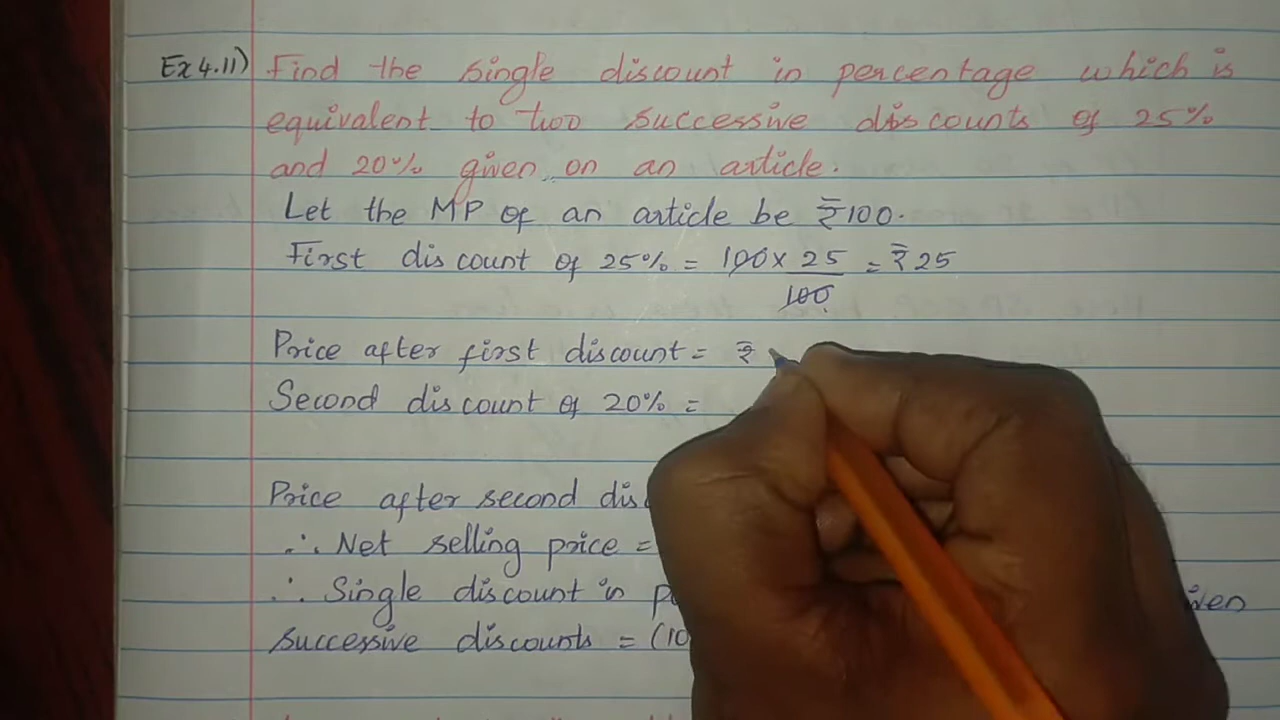 Ex 4.11) Find the single discount in percentage which is
equivalent to two successive discounts of 25%
and 20% given on an article.
Let the MP of an article be ₹100.
First discount of 25% = 100 x 25 / 100 = ₹25
Price after first discount = ₹
Second discount of 20% =
Price after second dis
∴ Net selling price =
∴ Single discount in
successive discounts = (10